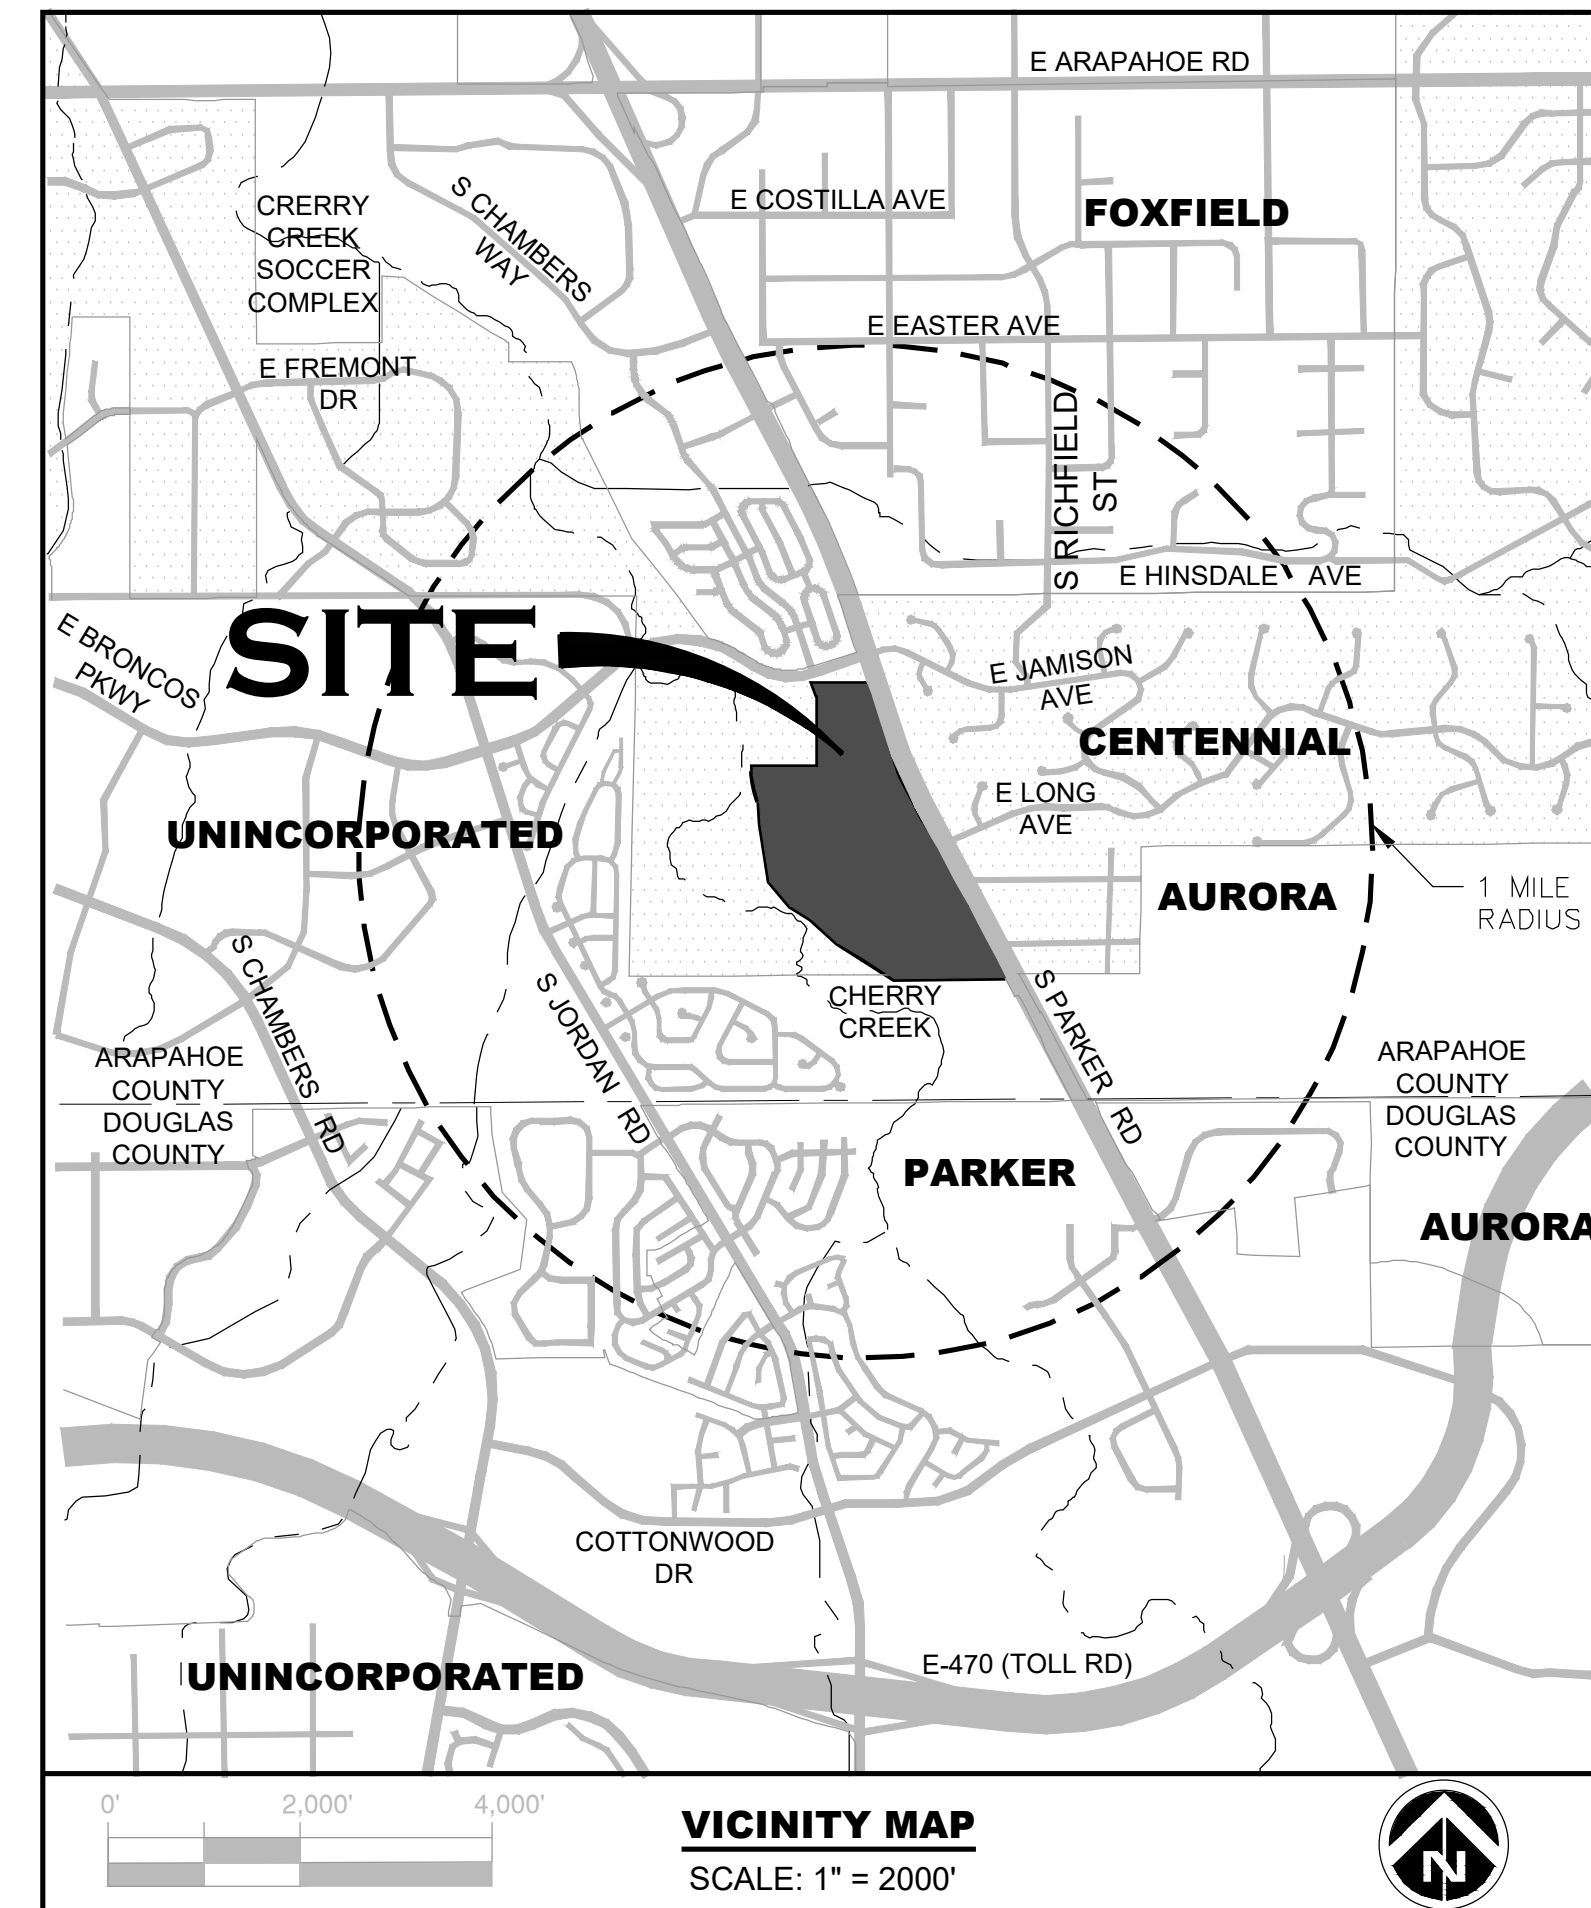 E ARAPAHOE RD
CRERRY
CREEK
SOCCER
COMPLEX
S CHAMBERS
WAY
E COSTILLA AVE
FOXFIELD
E EASTER AVE
E FREMONT
DR
S RICHFIELD
ST
E HINSDALE AVE
E BRONCOS
PKWY
SITE
E JAMISON
AVE
CENTENNIAL
E LONG
AVE
UNINCORPORATED
AURORA
1 MILE
RADIUS
S CHAMBERS RD
S JORDAN RD
CHERRY
CREEK
S PARKER RD
ARAPAHOE
COUNTY
DOUGLAS
COUNTY
ARAPAHOE
COUNTY
DOUGLAS
COUNTY
PARKER
AURORA
COTTONWOOD
DR
E-470 (TOLL RD)
UNINCORPORATED
0' 2,000' 4,000'
VICINITY MAP
SCALE: 1" = 2000'
N